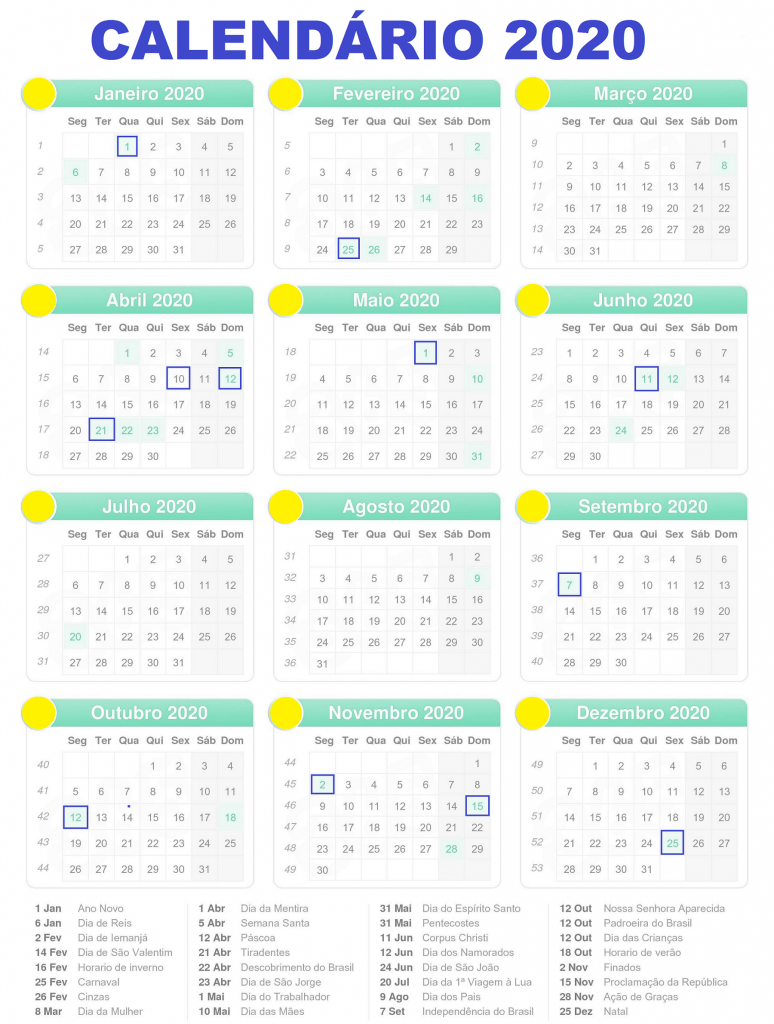 CALENDÁRIO 2020
Janeiro 2020
Seg Ter Qua Qui Sex Sáb Dom
1 1 2 3 4 5
2 6 7 8 9 10 11 12
3 13 14 15 16 17 18 19
4 20 21 22 23 24 25 26
5 27 28 29 30 31
Fevereiro 2020
Seg Ter Qua Qui Sex Sáb Dom
5 1 2
6 3 4 5 6 7 8 9
7 10 11 12 13 14 15 16
8 17 18 19 20 21 22 23
9 24 25 26 27 28 29
Março 2020
Seg Ter Qua Qui Sex Sáb Dom
9 1
10 2 3 4 5 6 7 8
11 9 10 11 12 13 14 15
12 16 17 18 19 20 21 22
13 23 24 25 26 27 28 29
14 30 31
Abril 2020
Seg Ter Qua Qui Sex Sáb Dom
14 1 2 3 4 5
15 6 7 8 9 10 11 12
16 13 14 15 16 17 18 19
17 20 21 22 23 24 25 26
18 27 28 29 30
Maio 2020
Seg Ter Qua Qui Sex Sáb Dom
18 1 2 3
19 4 5 6 7 8 9 10
20 11 12 13 14 15 16 17
21 18 19 20 21 22 23 24
22 25 26 27 28 29 30 31
Junho 2020
Seg Ter Qua Qui Sex Sáb Dom
23 1 2 3 4 5 6 7
24 8 9 10 11 12 13 14
25 15 16 17 18 19 20 21
26 22 23 24 25 26 27 28
27 29 30
Julho 2020
Seg Ter Qua Qui Sex Sáb Dom
27 1 2 3 4 5
28 6 7 8 9 10 11 12
29 13 14 15 16 17 18 19
30 20 21 22 23 24 25 26
31 27 28 29 30 31
Agosto 2020
Seg Ter Qua Qui Sex Sáb Dom
31 1 2
32 3 4 5 6 7 8 9
33 10 11 12 13 14 15 16
34 17 18 19 20 21 22 23
35 24 25 26 27 28 29 30
36 31
Setembro 2020
Seg Ter Qua Qui Sex Sáb Dom
36 1 2 3 4 5 6
37 7 8 9 10 11 12 13
38 14 15 16 17 18 19 20
39 21 22 23 24 25 26 27
40 28 29 30
Outubro 2020
Seg Ter Qua Qui Sex Sáb Dom
40 1 2 3 4
41 5 6 7 8 9 10 11
42 12 13 14 15 16 17 18
43 19 20 21 22 23 24 25
44 26 27 28 29 30 31
Novembro 2020
Seg Ter Qua Qui Sex Sáb Dom
44 1
45 2 3 4 5 6 7 8
46 9 10 11 12 13 14 15
47 16 17 18 19 20 21 22
48 23 24 25 26 27 28 29
49 30
Dezembro 2020
Seg Ter Qua Qui Sex Sáb Dom
49 1 2 3 4 5 6
50 7 8 9 10 11 12 13
51 14 15 16 17 18 19 20
52 21 22 23 24 25 26 27
53 28 29 30 31
1 Jan Ano Novo
6 Jan Dia de Reis
2 Fev Dia de Iemanjá
14 Fev Dia de São Valentim
16 Fev Horario de inverno
25 Fev Carnaval
26 Fev Cinzas
8 Mar Dia da Mulher
1 Abr Dia da Mentira
5 Abr Semana Santa
12 Abr Páscoa
21 Abr Tiradentes
22 Abr Descobrimento do Brasil
23 Abr Dia de São Jorge
1 Mai Dia do Trabalhador
10 Mai Dia das Mães
31 Mai Dia do Espírito Santo
31 Mai Pentecostes
11 Jun Corpus Christi
12 Jun Dia dos Namorados
24 Jun Dia de São João
20 Jul Dia da 1ª Viagem à Lua
9 Ago Dia dos Pais
7 Set Independência do Brasil
12 Out Nossa Senhora Aparecida
12 Out Padroeira do Brasil
12 Out Dia das Crianças
18 Out Horario de verão
2 Nov Finados
15 Nov Proclamação da República
28 Nov Ação de Graças
25 Dez Natal